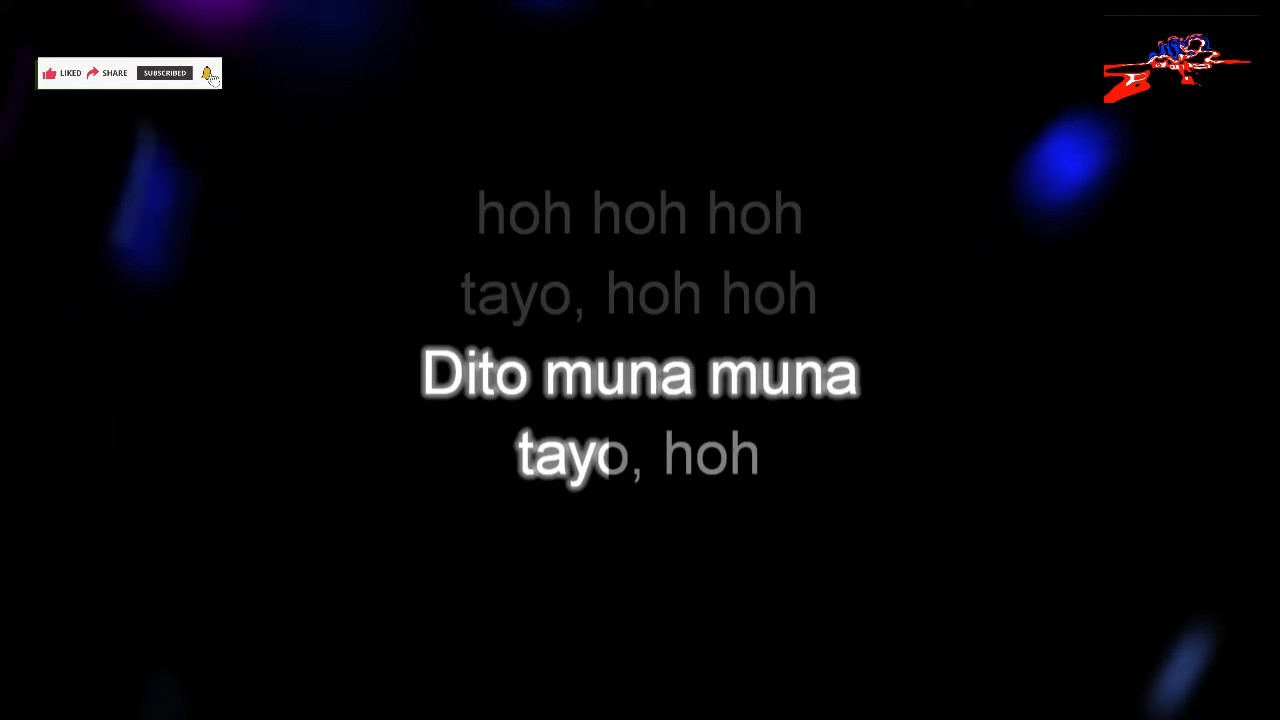 LIKED SHARE SUBSCRIBED
hoh hoh hoh
tayo, hoh hoh
Dito muna muna
tayo, hoh